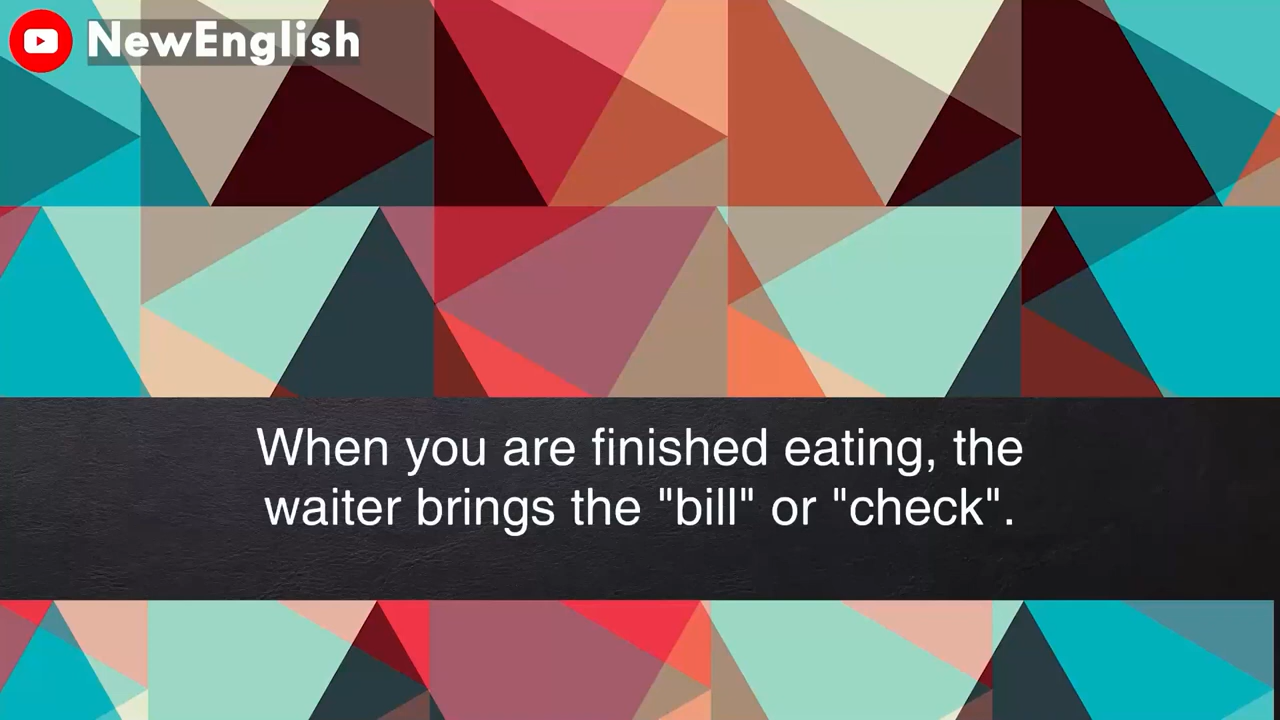 NewEnglish
When you are finished eating, the
waiter brings the "bill" or "check".